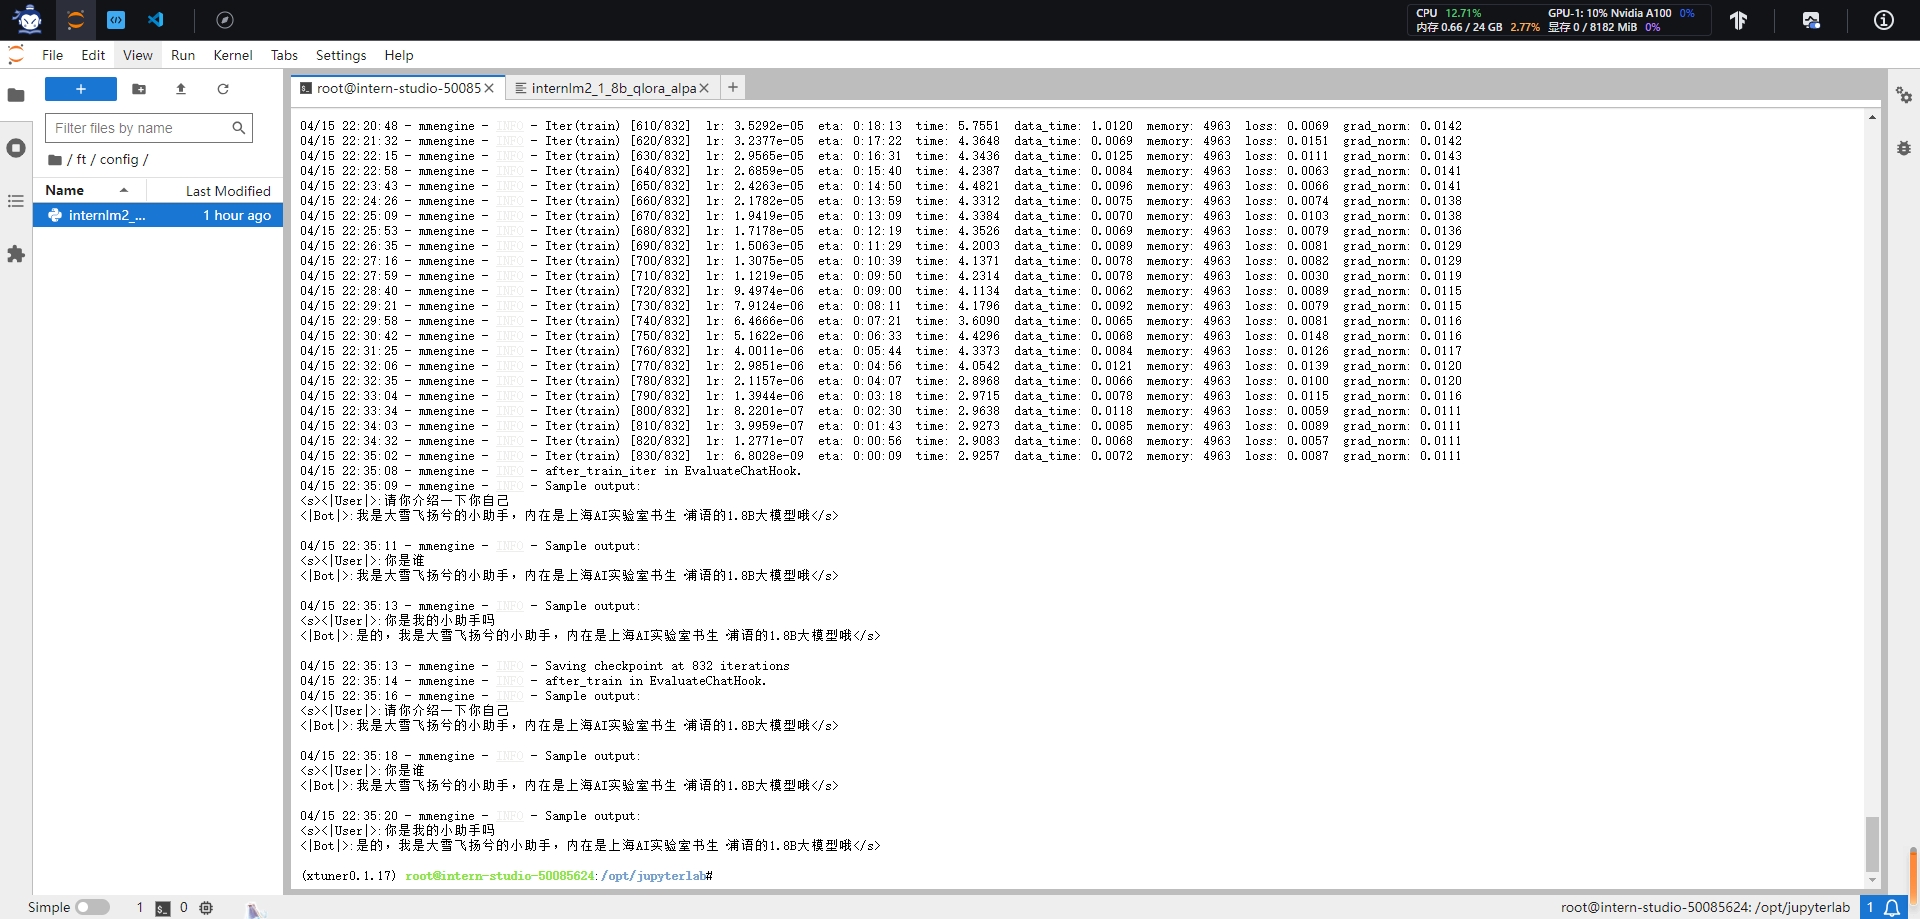 CPU 12.71% GPU-1: 10% Nvidia A100 0%
内存 0.66 / 24 GB 2.77% 显存 0 / 8182 MiB 0%
File Edit View Run Kernel Tabs Settings Help
+
root@intern-studio-50085 × internlm2_1_8b_qlora_alpa × +
Filter files by name
/ ft / config /
Name Last Modified
internlm2_... 1 hour ago
04/15 22:20:48 - mmengine - INFO - Iter(train) [610/832] lr: 3.5292e-05 eta: 0:18:13 time: 5.7551 data_time: 1.0120 memory: 4963 loss: 0.0069 grad_norm: 0.0142
04/15 22:21:32 - mmengine - INFO - Iter(train) [620/832] lr: 3.2377e-05 eta: 0:17:22 time: 4.3648 data_time: 0.0069 memory: 4963 loss: 0.0151 grad_norm: 0.0142
04/15 22:22:15 - mmengine - INFO - Iter(train) [630/832] lr: 2.9565e-05 eta: 0:16:31 time: 4.3436 data_time: 0.0125 memory: 4963 loss: 0.0111 grad_norm: 0.0143
04/15 22:22:58 - mmengine - INFO - Iter(train) [640/832] lr: 2.6859e-05 eta: 0:15:40 time: 4.2387 data_time: 0.0084 memory: 4963 loss: 0.0063 grad_norm: 0.0141
04/15 22:23:43 - mmengine - INFO - Iter(train) [650/832] lr: 2.4263e-05 eta: 0:14:50 time: 4.4821 data_time: 0.0096 memory: 4963 loss: 0.0066 grad_norm: 0.0141
04/15 22:24:26 - mmengine - INFO - Iter(train) [660/832] lr: 2.1782e-05 eta: 0:13:59 time: 4.3312 data_time: 0.0075 memory: 4963 loss: 0.0074 grad_norm: 0.0138
04/15 22:25:09 - mmengine - INFO - Iter(train) [670/832] lr: 1.9419e-05 eta: 0:13:09 time: 4.3384 data_time: 0.0070 memory: 4963 loss: 0.0103 grad_norm: 0.0138
04/15 22:25:53 - mmengine - INFO - Iter(train) [680/832] lr: 1.7178e-05 eta: 0:12:19 time: 4.3526 data_time: 0.0069 memory: 4963 loss: 0.0079 grad_norm: 0.0136
04/15 22:26:35 - mmengine - INFO - Iter(train) [690/832] lr: 1.5063e-05 eta: 0:11:29 time: 4.2003 data_time: 0.0089 memory: 4963 loss: 0.0081 grad_norm: 0.0129
04/15 22:27:16 - mmengine - INFO - Iter(train) [700/832] lr: 1.3075e-05 eta: 0:10:39 time: 4.1371 data_time: 0.0078 memory: 4963 loss: 0.0082 grad_norm: 0.0129
04/15 22:27:59 - mmengine - INFO - Iter(train) [710/832] lr: 1.1219e-05 eta: 0:09:50 time: 4.2314 data_time: 0.0078 memory: 4963 loss: 0.0030 grad_norm: 0.0119
04/15 22:28:40 - mmengine - INFO - Iter(train) [720/832] lr: 9.4974e-06 eta: 0:09:00 time: 4.1134 data_time: 0.0062 memory: 4963 loss: 0.0089 grad_norm: 0.0115
04/15 22:29:21 - mmengine - INFO - Iter(train) [730/832] lr: 7.9124e-06 eta: 0:08:11 time: 4.1796 data_time: 0.0092 memory: 4963 loss: 0.0079 grad_norm: 0.0115
04/15 22:29:58 - mmengine - INFO - Iter(train) [740/832] lr: 6.4666e-06 eta: 0:07:21 time: 3.6090 data_time: 0.0065 memory: 4963 loss: 0.0081 grad_norm: 0.0116
04/15 22:30:42 - mmengine - INFO - Iter(train) [750/832] lr: 5.1622e-06 eta: 0:06:33 time: 4.4296 data_time: 0.0068 memory: 4963 loss: 0.0148 grad_norm: 0.0116
04/15 22:31:25 - mmengine - INFO - Iter(train) [760/832] lr: 4.0011e-06 eta: 0:05:44 time: 4.3373 data_time: 0.0084 memory: 4963 loss: 0.0126 grad_norm: 0.0117
04/15 22:32:06 - mmengine - INFO - Iter(train) [770/832] lr: 2.9851e-06 eta: 0:04:56 time: 4.0542 data_time: 0.0121 memory: 4963 loss: 0.0139 grad_norm: 0.0120
04/15 22:32:35 - mmengine - INFO - Iter(train) [780/832] lr: 2.1157e-06 eta: 0:04:07 time: 2.8968 data_time: 0.0066 memory: 4963 loss: 0.0100 grad_norm: 0.0120
04/15 22:33:04 - mmengine - INFO - Iter(train) [790/832] lr: 1.3944e-06 eta: 0:03:18 time: 2.9715 data_time: 0.0078 memory: 4963 loss: 0.0115 grad_norm: 0.0116
04/15 22:33:34 - mmengine - INFO - Iter(train) [800/832] lr: 8.2201e-07 eta: 0:02:30 time: 2.9638 data_time: 0.0118 memory: 4963 loss: 0.0059 grad_norm: 0.0111
04/15 22:34:03 - mmengine - INFO - Iter(train) [810/832] lr: 3.9959e-07 eta: 0:01:43 time: 2.9273 data_time: 0.0085 memory: 4963 loss: 0.0089 grad_norm: 0.0111
04/15 22:34:32 - mmengine - INFO - Iter(train) [820/832] lr: 1.2771e-07 eta: 0:00:56 time: 2.9083 data_time: 0.0068 memory: 4963 loss: 0.0057 grad_norm: 0.0111
04/15 22:35:02 - mmengine - INFO - Iter(train) [830/832] lr: 6.8028e-09 eta: 0:00:09 time: 2.9257 data_time: 0.0072 memory: 4963 loss: 0.0087 grad_norm: 0.0111
04/15 22:35:08 - mmengine - INFO - after_train_iter in EvaluateChatHook.
04/15 22:35:09 - mmengine - INFO - Sample output:
<s><|User|>:请你介绍一下你自己
<|Bot|>:我是大雪飞扬兮的小助手，内在是上海AI实验室书生·浦语的1.8B大模型哦</s>
04/15 22:35:11 - mmengine - INFO - Sample output:
<s><|User|>:你是谁
<|Bot|>:我是大雪飞扬兮的小助手，内在是上海AI实验室书生·浦语的1.8B大模型哦</s>
04/15 22:35:13 - mmengine - INFO - Sample output:
<s><|User|>:你是我的小助手吗
<|Bot|>:是的，我是大雪飞扬兮的小助手，内在是上海AI实验室书生·浦语的1.8B大模型哦</s>
04/15 22:35:13 - mmengine - INFO - Saving checkpoint at 832 iterations
04/15 22:35:14 - mmengine - INFO - after_train in EvaluateChatHook.
04/15 22:35:16 - mmengine - INFO - Sample output:
<s><|User|>:请你介绍一下你自己
<|Bot|>:我是大雪飞扬兮的小助手，内在是上海AI实验室书生·浦语的1.8B大模型哦</s>
04/15 22:35:18 - mmengine - INFO - Sample output:
<s><|User|>:你是谁
<|Bot|>:我是大雪飞扬兮的小助手，内在是上海AI实验室书生·浦语的1.8B大模型哦</s>
04/15 22:35:20 - mmengine - INFO - Sample output:
<s><|User|>:你是我的小助手吗
<|Bot|>:是的，我是大雪飞扬兮的小助手，内在是上海AI实验室书生·浦语的1.8B大模型哦</s>
(xtuner0.1.17) root@intern-studio-50085624:/opt/jupyterlab#
Simple 1 0 root@intern-studio-50085624: /opt/jupyterlab 1